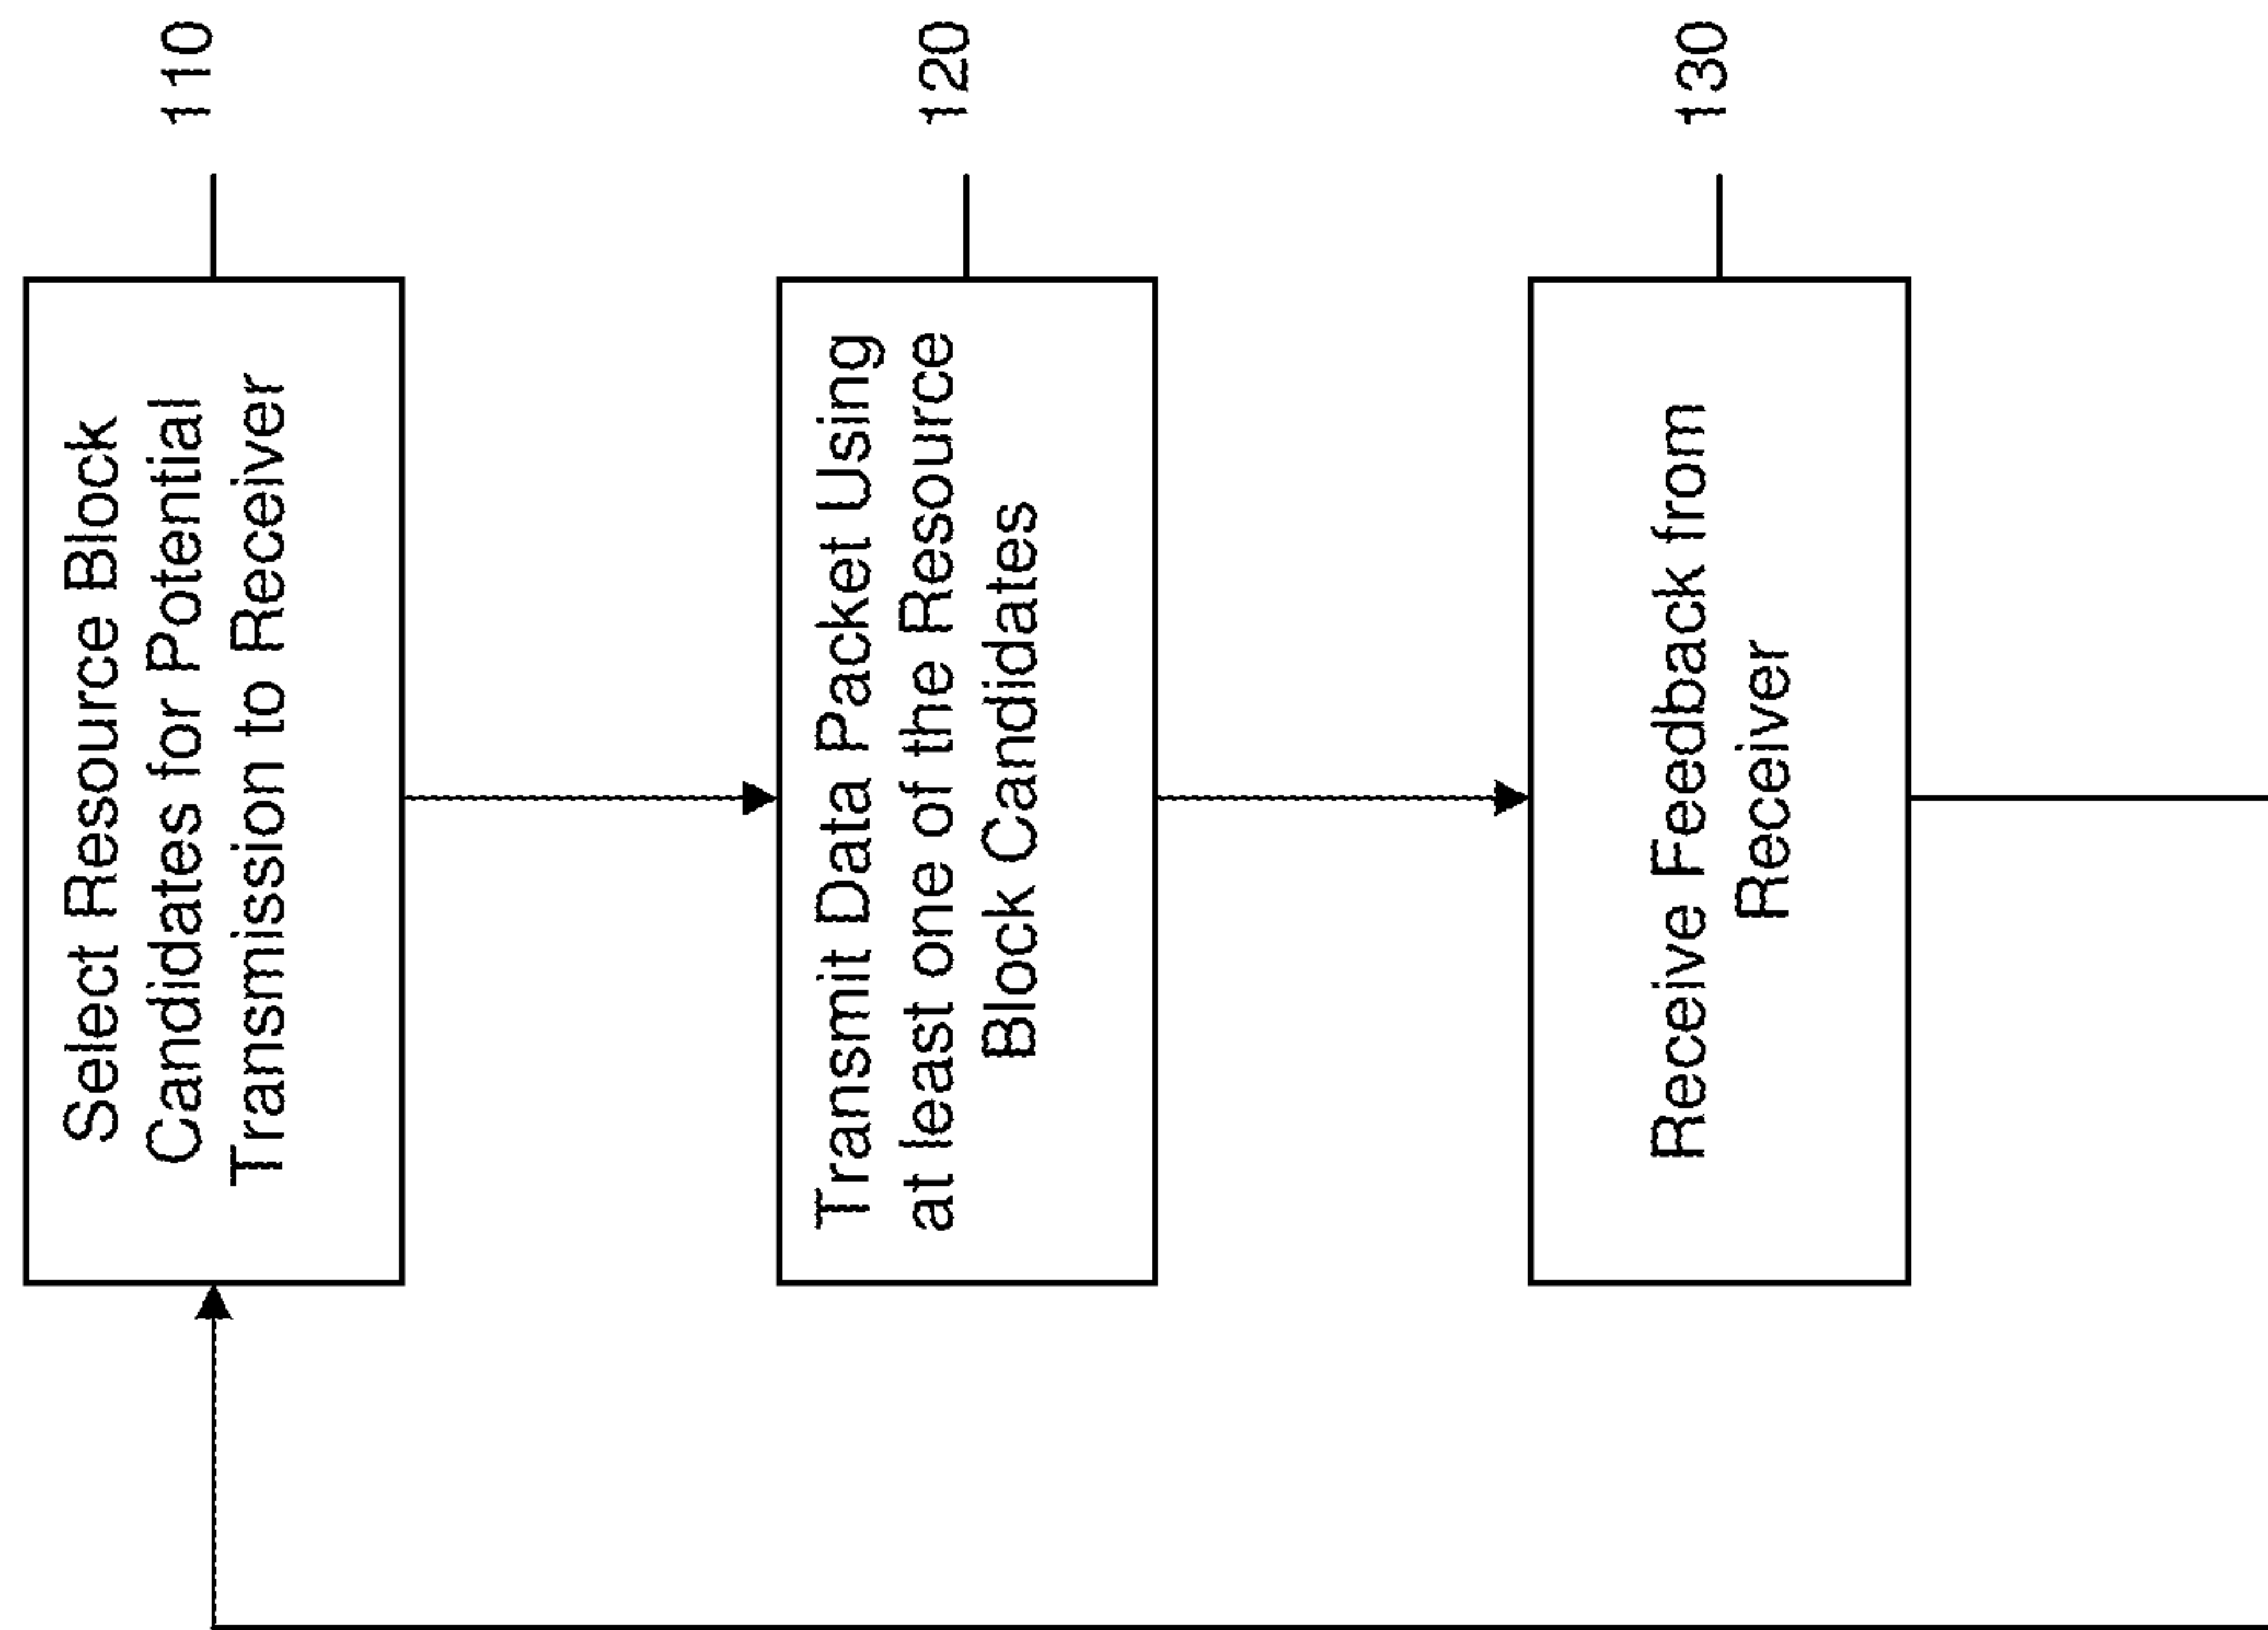 Select Resource Block
Candidates for Potential
Transmission to Receiver
110
Transmit Data Packet Using
at least one of the Resource
Block Candidates
120
Receive Feedback from
Receiver
130